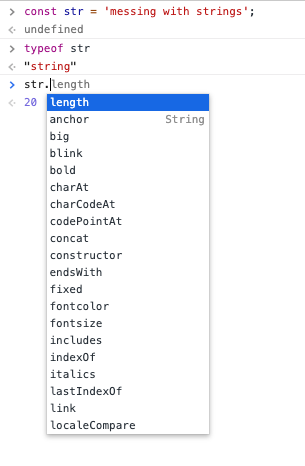 > const str = 'messing with strings';
<· undefined
> typeof str
<· "string"
> str.length
<· 20
length
anchor String
big
blink
bold
charAt
charCodeAt
codePointAt
concat
constructor
endsWith
fixed
fontcolor
fontsize
includes
indexOf
italics
lastIndexOf
link
localeCompare